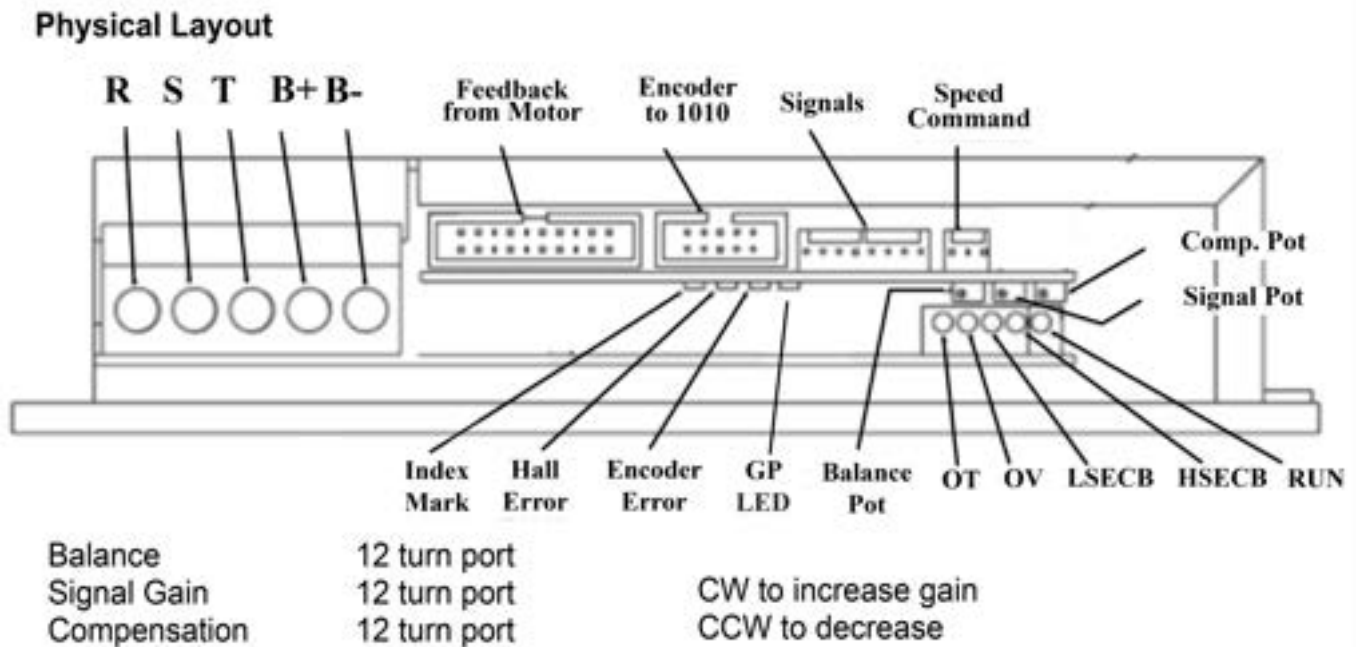 Physical Layout
R S T B+ B-
Feedback
from Motor
Encoder
to 1010
Signals
Speed
Command
Comp. Pot
Signal Pot
Index
Mark
Hall
Error
Encoder
Error
GP
LED
Balance
Pot
OT
OV
LSECB
HSECB
RUN
Balance 12 turn port
Signal Gain 12 turn port CW to increase gain
Compensation 12 turn port CCW to decrease